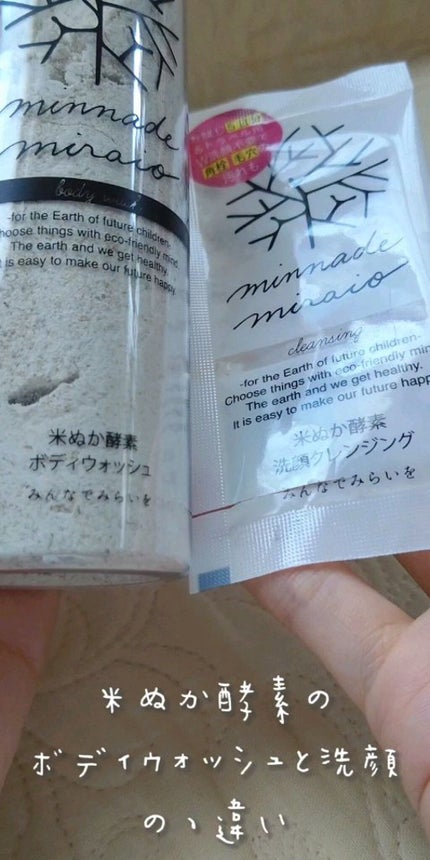 minnade
miraio
body wash
-for the Earth of future children-
hoose things with eco-friendly mind.
The earth and we get healthy.
t is easy to make our future happy.
米ぬか酵素
ボディウォッシュ
みんなでみらいを
角栓 毛穴
minnade
miraio
cleansing
-for the Earth of future children-
Choose things with eco-friendly min
The earth and we get healthy.
It is easy to make our future happ
米ぬか酵素
洗顔クレンジング
みんなでみらいを
米ぬか酵素の
ボディウォッシュと洗顔
の、違い